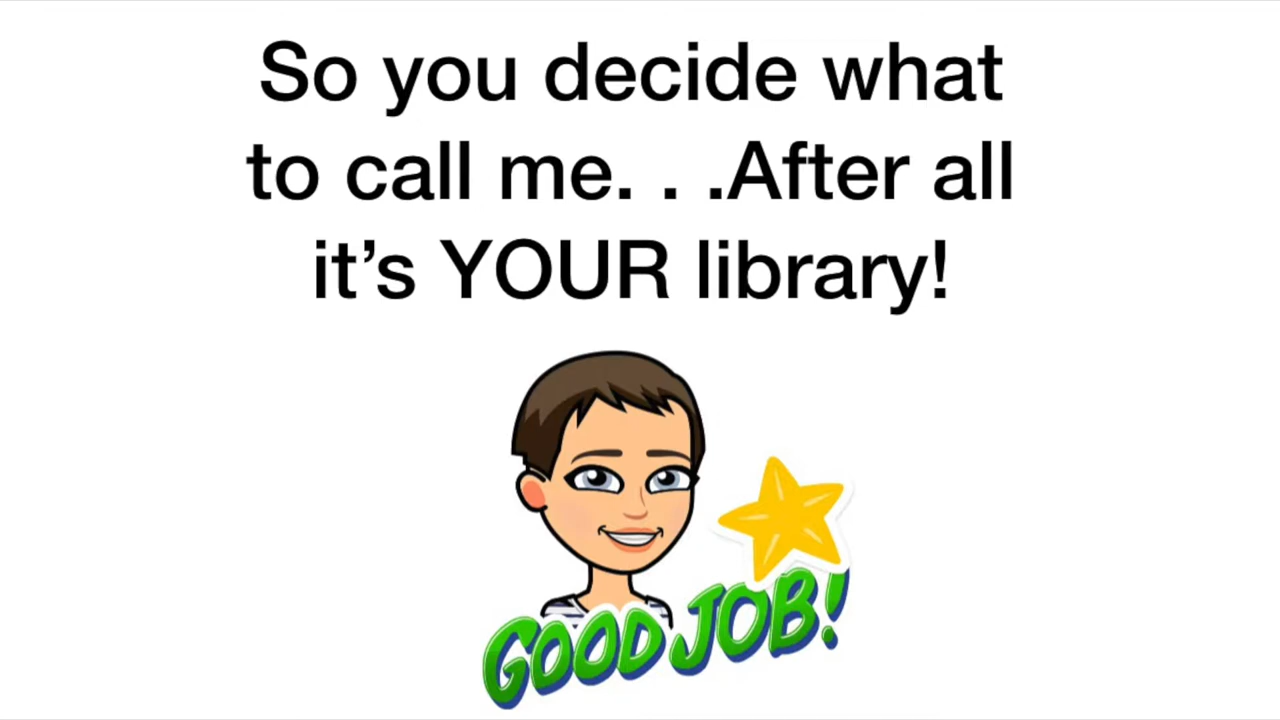 So you decide what
to call me. . .After all
it’s YOUR library!
GOOD JOB!